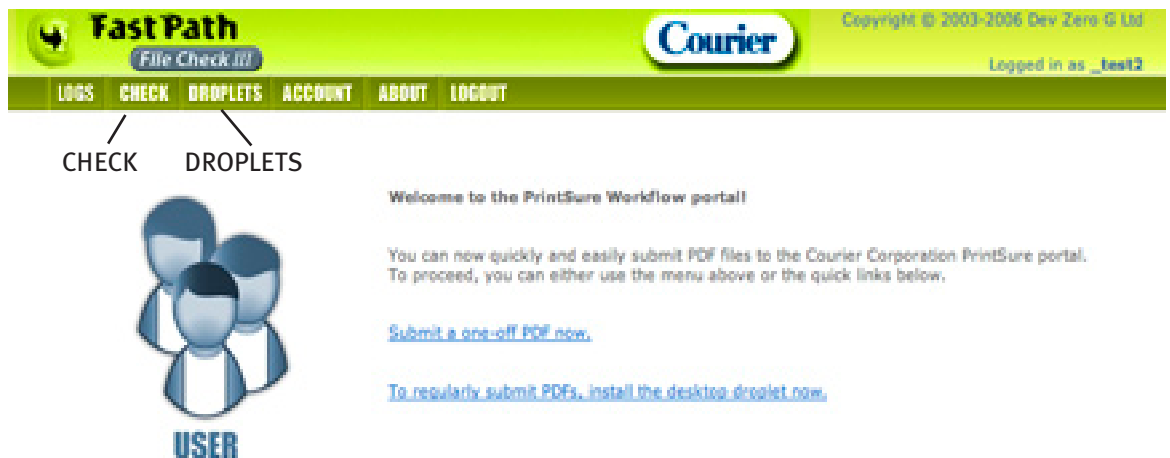 Fast Path
File Check !!!
Courier
Copyright © 2003-2006 Dev Zero G Ltd
Logged in as _test2
LOGS CHECK DROPLETS ACCOUNT ABOUT LOGOUT
CHECK DROPLETS
Welcome to the PrintSure Workflow portal!
You can now quickly and easily submit PDF files to the Courier Corporation PrintSure portal.
To proceed, you can either use the menu above or the quick links below.
Submit a one-off PDF now.
To regularly submit PDFs, install the desktop droplet now.
USER